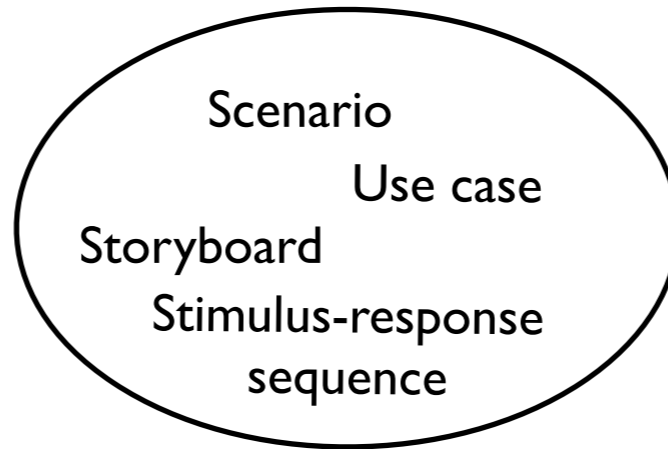 Scenario
Use case
Storyboard
Stimulus-response
sequence